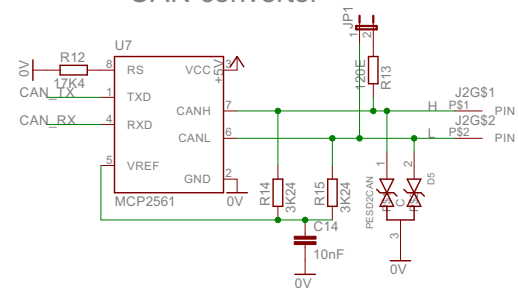 CAN converter
JP1
1
2
R12
0V
17K4
U7
8
RS
VCC
3
+5V
120E
R13
CAN_TX
1
TXD
CANH
7
H
P$1
J2G$1
PIN
CAN_RX
4
RXD
CANL
6
L
P$2
J2G$2
PIN
5
VREF
GND
2
0V
MCP2561
R14
3K24
R15
3K24
1
2
PESD2CAN
C
D5
3
0V
C14
10nF
0V